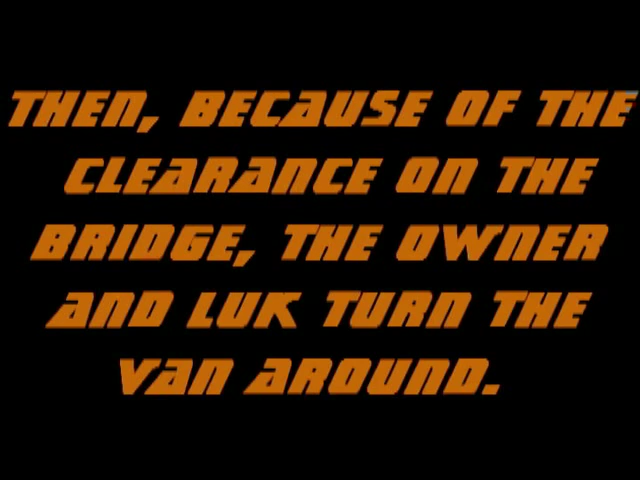 THEN, BECAUSE OF THE
CLEARANCE ON THE
BRIDGE, THE OWNER
AND LUK TURN THE
VAN AROUND.